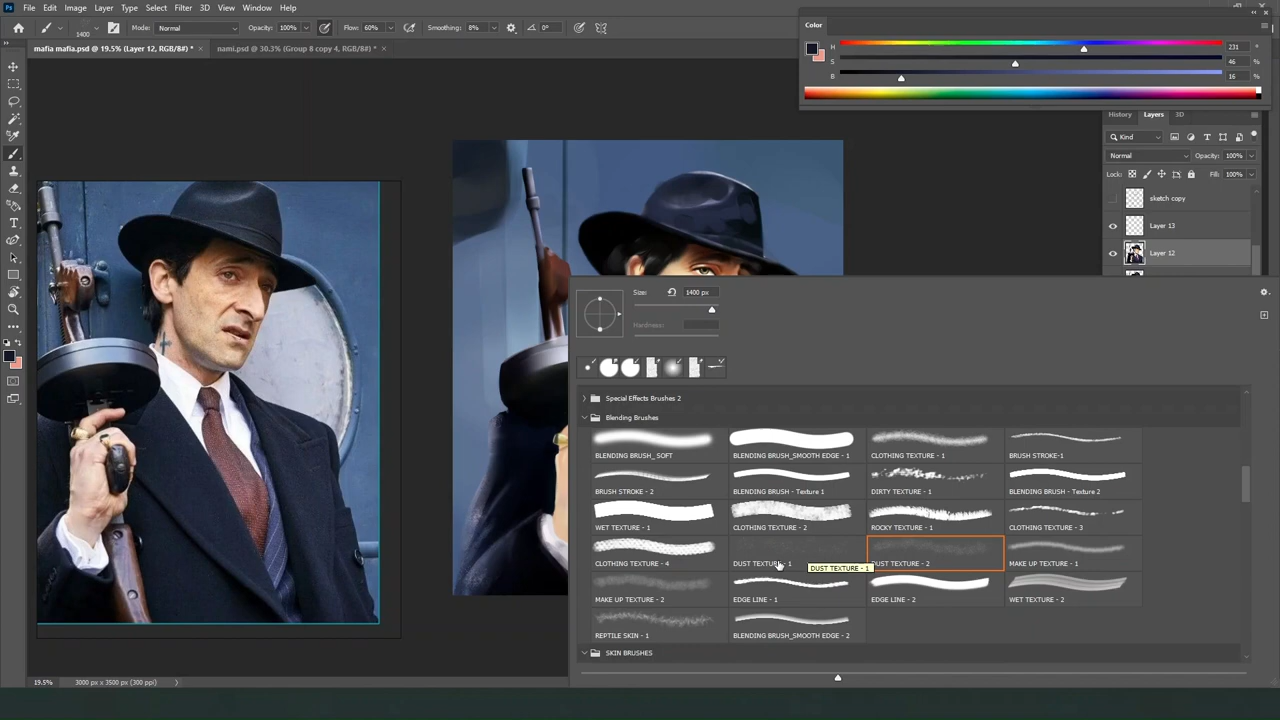 File Edit Image Layer Type Select Filter 3D View Window Help
1400 Mode: Normal Opacity: 100% Flow: 60% Smoothing: 8% 0°
mafia mafia.psd @ 19.5% (Layer 12, RGB/8#) * × nami.psd @ 30.3% (Group 8 copy 4, RGB/8#) * ×
Color
H 231 °
S 46 %
B 16 %
History Layers 3D
Kind
Normal Opacity: 100%
Lock: Fill: 100%
sketch copy
Layer 13
Layer 12
Size: 1400 px
Hardness:
Special Effects Brushes 2
Blending Brushes
BLENDING BRUSH_ SOFT BLENDING BRUSH_SMOOTH EDGE - 1 CLOTHING TEXTURE - 1 BRUSH STROKE-1
BRUSH STROKE - 2 BLENDING BRUSH - Texture 1 DIRTY TEXTURE - 1 BLENDING BRUSH - Texture 2
WET TEXTURE - 1 CLOTHING TEXTURE - 2 ROCKY TEXTURE - 1 CLOTHING TEXTURE - 3
CLOTHING TEXTURE - 4 DUST TEXTURE - 1 DUST TEXTURE - 2 MAKE UP TEXTURE - 1
DUST TEXTURE - 1
MAKE UP TEXTURE - 2 EDGE LINE - 1 EDGE LINE - 2 WET TEXTURE - 2
REPTILE SKIN - 1 BLENDING BRUSH_SMOOTH EDGE - 2
SKIN BRUSHES
19.5% 3000 px x 3500 px (300 ppi)